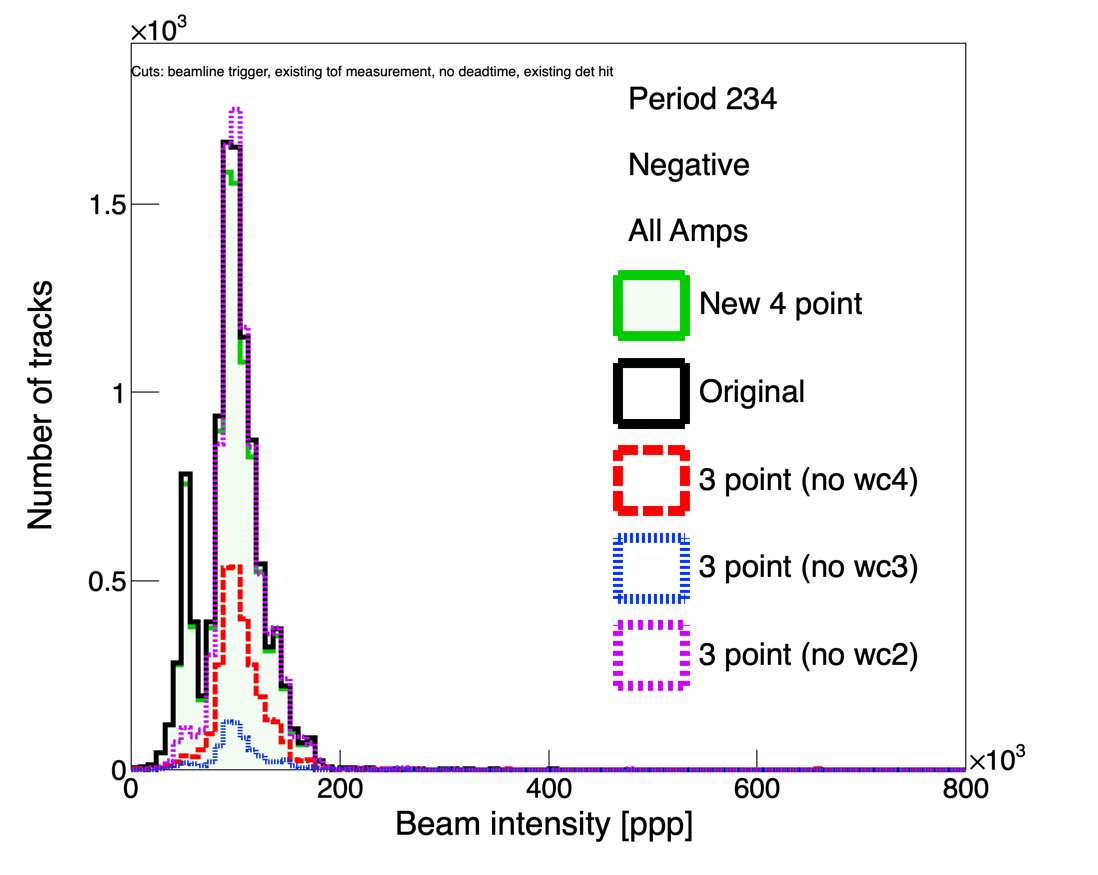 ×10³
Cuts: beamline trigger, existing tof measurement, no deadtime, existing det hit
Period 234
Negative
All Amps
New 4 point
Original
3 point (no wc4)
3 point (no wc3)
3 point (no wc2)
Number of tracks
1.5
1
0.5
0
0 200 400 600 800
×10³
Beam intensity [ppp]